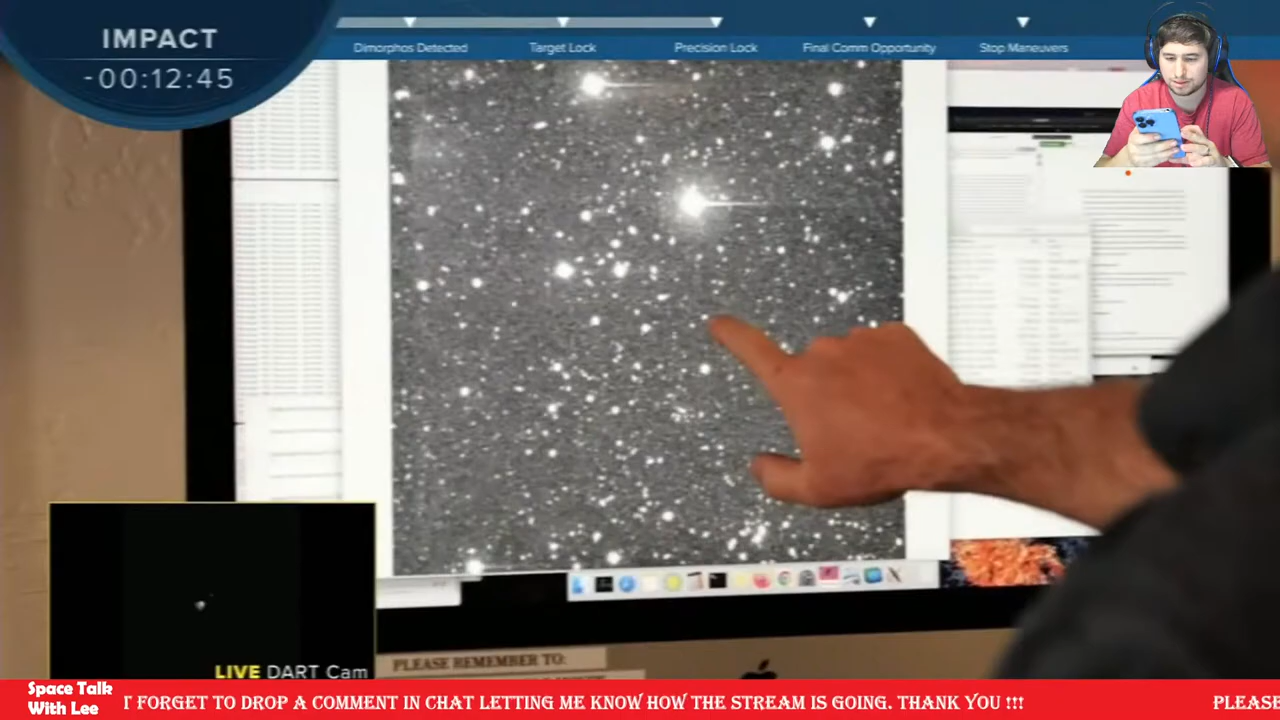 IMPACT
-00:12:45
Dimorphos Detected
Target Lock
Precision Lock
Final Comm Opportunity
Stop Maneuvers
LIVE DART Cam
PLEASE REMEMBER TO:
Space Talk
With Lee
T FORGET TO DROP A COMMENT IN CHAT LETTING ME KNOW HOW THE STREAM IS GOING. THANK YOU !!!
PLEASE